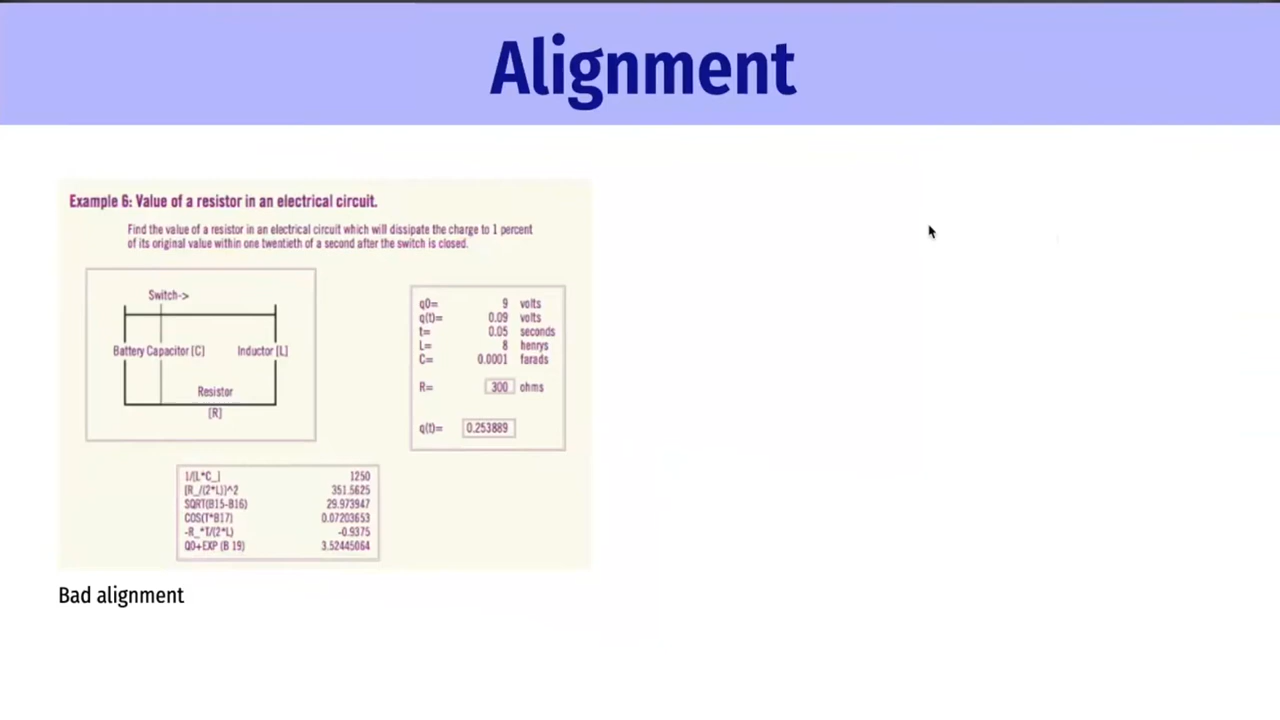 Alignment
Example 6: Value of a resistor in an electrical circuit.
Find the value of a resistor in an electrical circuit which will dissipate the charge to 1 percent
of its original value within one twentieth of a second after the switch is closed.
Switch->
Battery Capacitor [C] Inductor [L]
Resistor
[R]
q0= 9 volts
q(t)= 0.09 volts
t= 0.05 seconds
L= 8 henrys
C= 0.0001 farads
R= 300 ohms
q(t)= 0.253889
1/[L*C_] 1250
[R_/(2*L)]^2 351.5625
SQRT(B15-B16) 29.973947
COS(T*B17) 0.07203653
-R_*T/(2*L) -0.9375
Q0+EXP (B 19) 3.52445064
Bad alignment